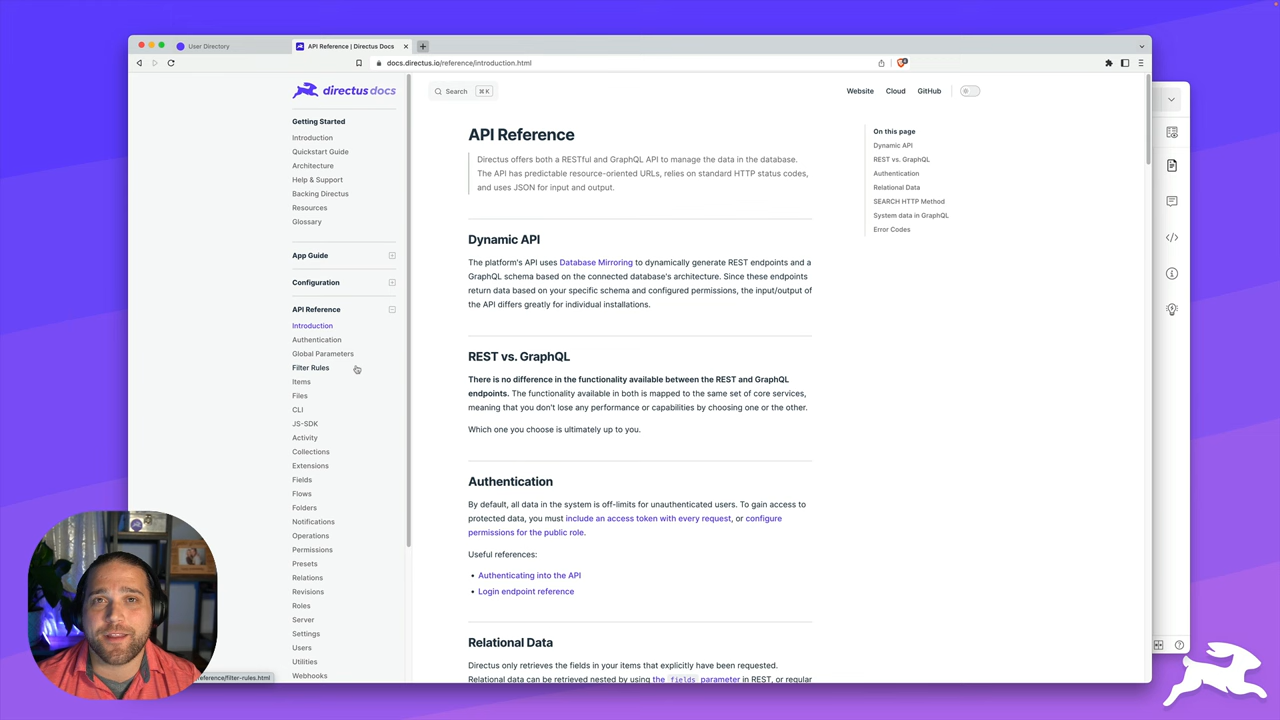 User Directory
API Reference | Directus Docs
docs.directus.io/reference/introduction.html
directus docs
Search
⌘ K
Website
Cloud
GitHub
Getting Started
Introduction
Quickstart Guide
Architecture
Help & Support
Backing Directus
Resources
Glossary
App Guide
Configuration
API Reference
Introduction
Authentication
Global Parameters
Filter Rules
Items
Files
CLI
JS-SDK
Activity
Collections
Extensions
Fields
Flows
Folders
Notifications
Operations
Permissions
Presets
Relations
Revisions
Roles
Server
Settings
Users
Utilities
Webhooks
reference/filter-rules.html
API Reference
Directus offers both a RESTful and GraphQL API to manage the data in the database.
The API has predictable resource-oriented URLs, relies on standard HTTP status codes,
and uses JSON for input and output.
Dynamic API
The platform's API uses Database Mirroring to dynamically generate REST endpoints and a
GraphQL schema based on the connected database's architecture. Since these endpoints
return data based on your specific schema and configured permissions, the input/output of
the API differs greatly for individual installations.
REST vs. GraphQL
There is no difference in the functionality available between the REST and GraphQL
endpoints. The functionality available in both is mapped to the same set of core services,
meaning that you don't lose any performance or capabilities by choosing one or the other.
Which one you choose is ultimately up to you.
Authentication
By default, all data in the system is off-limits for unauthenticated users. To gain access to
protected data, you must include an access token with every request, or configure
permissions for the public role.
Useful references:
• Authenticating into the API
• Login endpoint reference
Relational Data
Directus only retrieves the fields in your items that explicitly have been requested.
Relational data can be retrieved nested by using the fields parameter in REST, or regular
On this page
Dynamic API
REST vs. GraphQL
Authentication
Relational Data
SEARCH HTTP Method
System data in GraphQL
Error Codes